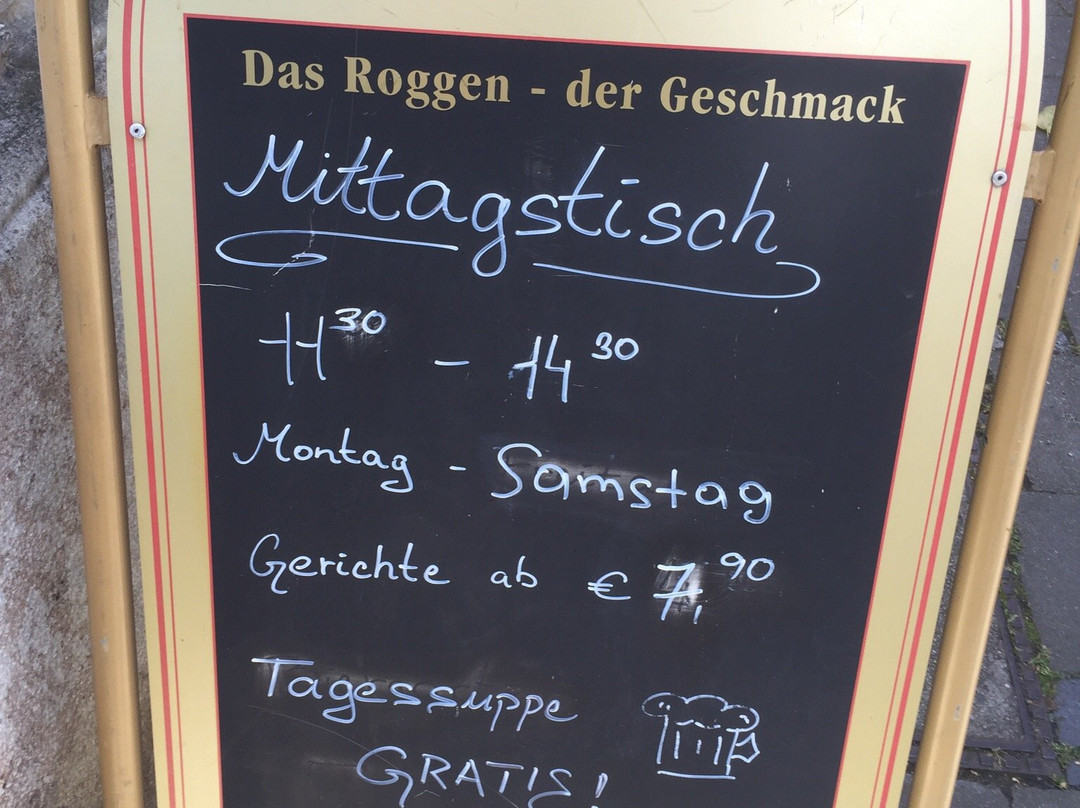 Das Roggen - der Geschmack
Mittagstisch
11³⁰ - 14³⁰
Montag - Samstag
Gerichte ab € 7,⁹⁰
Tagessuppe
GRATIS!